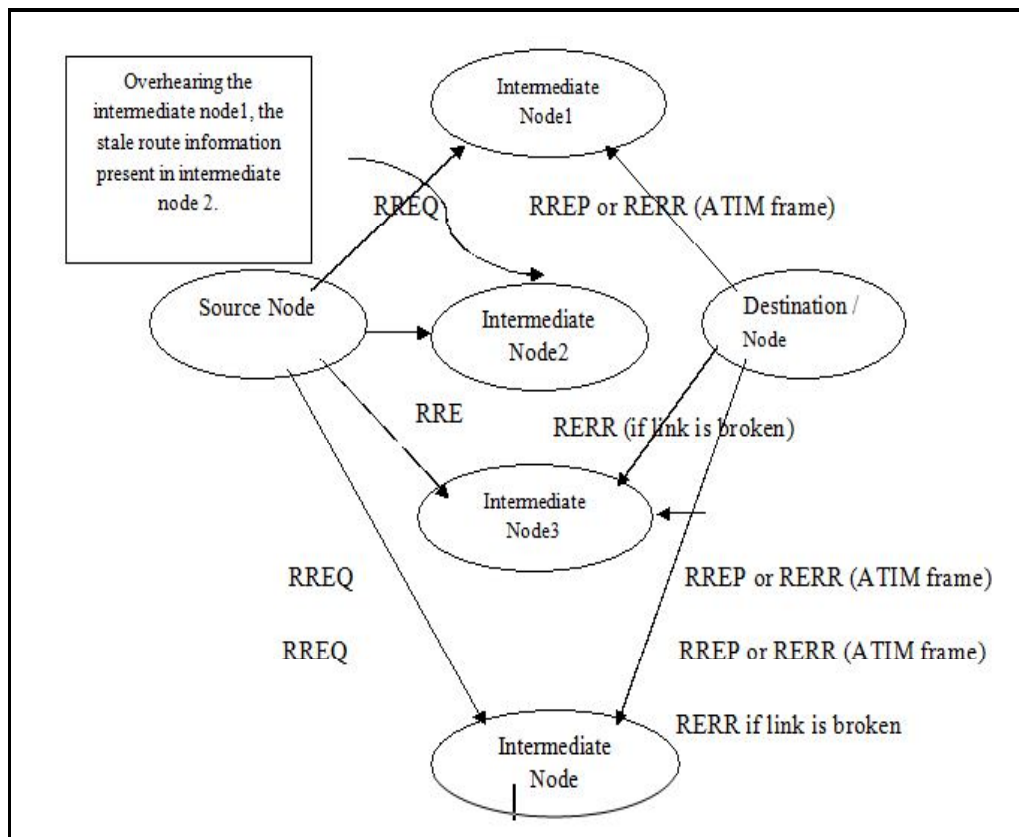 Overhearing the
intermediate node1, the
stale route information
present in intermediate
node 2.
Intermediate
Node1
RREQ
RREP or RERR (ATIM frame)
Source Node
Intermediate
Node2
Destination /
Node
RRE
RERR (if link is broken)
Intermediate
Node3
RREQ
RREP or RERR (ATIM frame)
RREQ
RREP or RERR (ATIM frame)
RERR if link is broken
Intermediate
Node